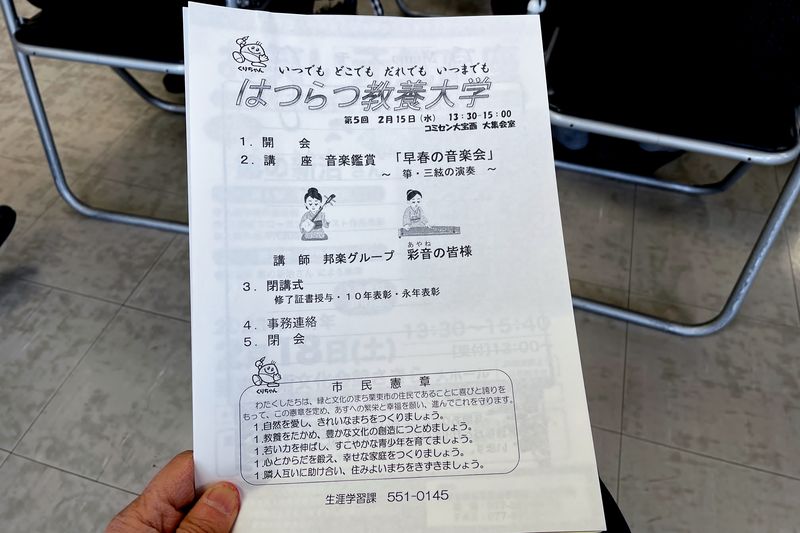 くりちゃん
いつでも どこでも だれでも いつまでも
はつらつ教養大学
第5回 2月15日(水) 13:30-15:00
コミセン大宝西 大集会室
1. 開 会
2. 講 座 音楽鑑賞 「早春の音楽会」
~ 箏・三絃の演奏 ~
あやね
講 師 邦楽グループ 彩音の皆様
3. 閉講式
修了証書授与・10年表彰・永年表彰
4. 事務連絡
5. 閉 会
くりちゃん
市 民 憲 章
わたくしたちは、緑と文化のまち栗東市の住民であることに喜びと誇りを
もって、この憲章を定め、あすへの繁栄と幸福を願い、進んでこれを守ります。
1.自然を愛し、きれいなまちをつくりましょう。
1.教養をたかめ、豊かな文化の創造につとめましょう。
1.若い力を伸ばし、すこやかな青少年を育てましょう。
1.心とからだを鍛え、幸せな家庭をつくりましょう。
1.隣人互いに助け合い、住みよいまちをきずきましょう。
生涯学習課 551-0145